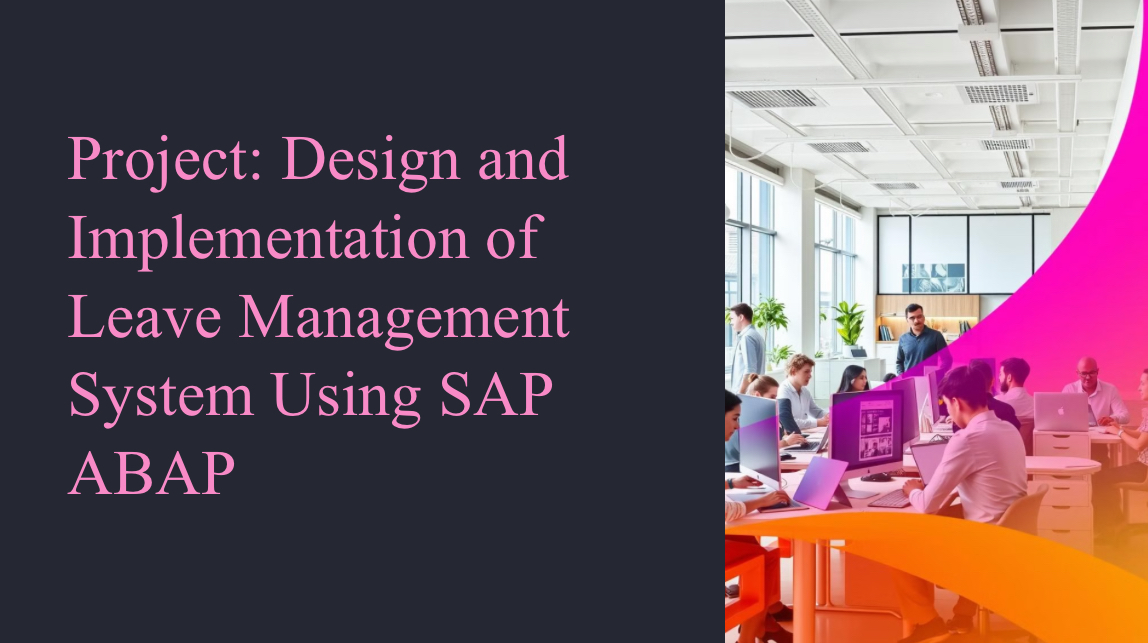 Project: Design and
Implementation of
Leave Management
System Using SAP
ABAP